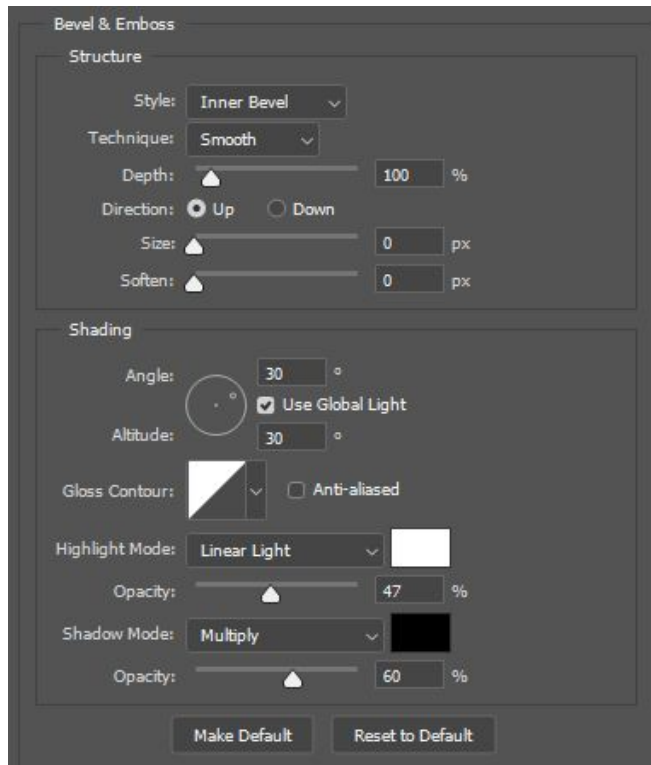 Bevel & Emboss
Structure
Style: Inner Bevel
Technique: Smooth
Depth: 100 %
Direction: Up Down
Size: 0 px
Soften: 0 px
Shading
Angle: 30 °
Use Global Light
Altitude: 30 °
Gloss Contour: Anti-aliased
Highlight Mode: Linear Light
Opacity: 47 %
Shadow Mode: Multiply
Opacity: 60 %
Make Default Reset to Default